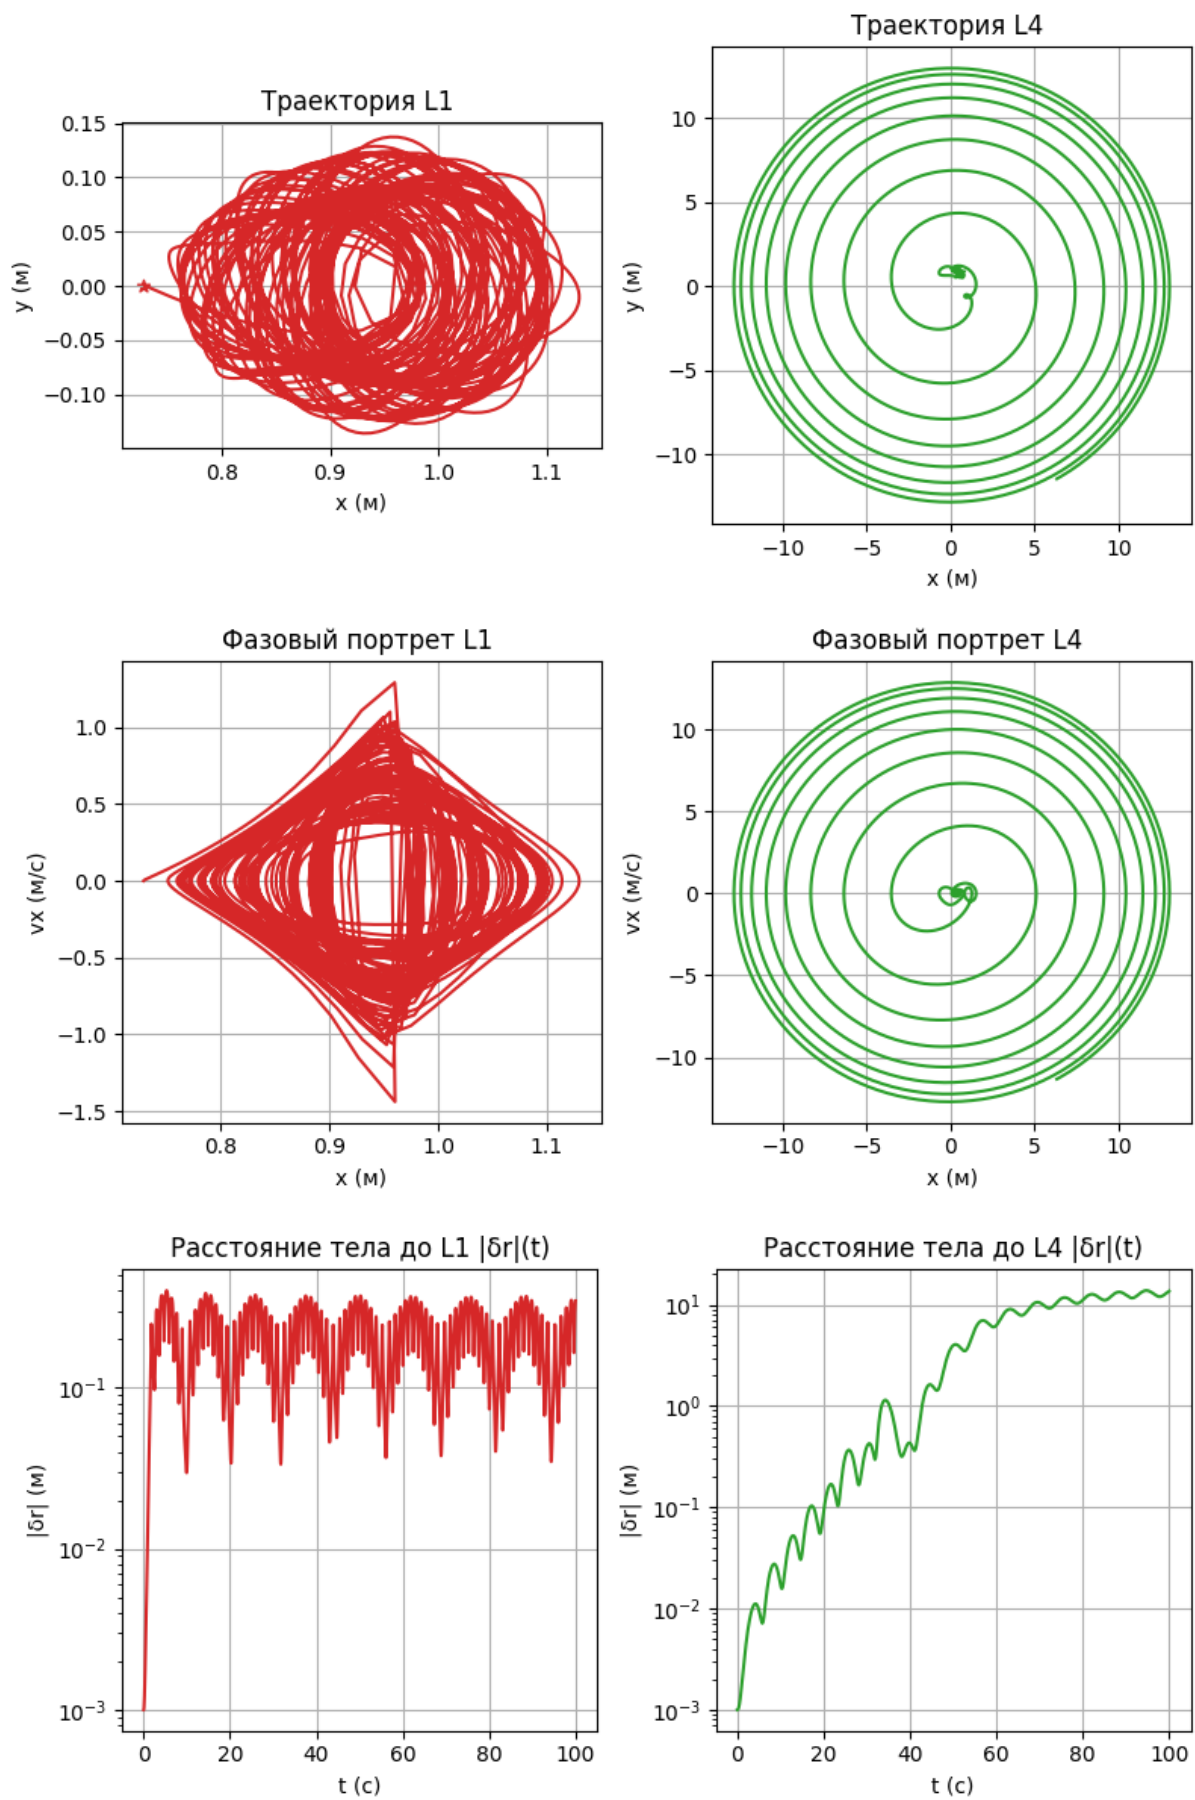 Траектория L1
y (м)
0.15
0.10
0.05
0.00
−0.05
−0.10
0.8 0.9 1.0 1.1
x (м)
Траектория L4
y (м)
10
5
0
−5
−10
−10 −5 0 5 10
x (м)
Фазовый портрет L1
vx (м/с)
1.0
0.5
0.0
−0.5
−1.0
−1.5
0.8 0.9 1.0 1.1
x (м)
Фазовый портрет L4
vx (м/с)
10
5
0
−5
−10
−10 −5 0 5 10
x (м)
Расстояние тела до L1 |δr|(t)
|δr| (м)
10⁻¹
10⁻²
10⁻³
0 20 40 60 80 100
t (с)
Расстояние тела до L4 |δr|(t)
|δr| (м)
10¹
10⁰
10⁻¹
10⁻²
10⁻³
0 20 40 60 80 100
t (с)